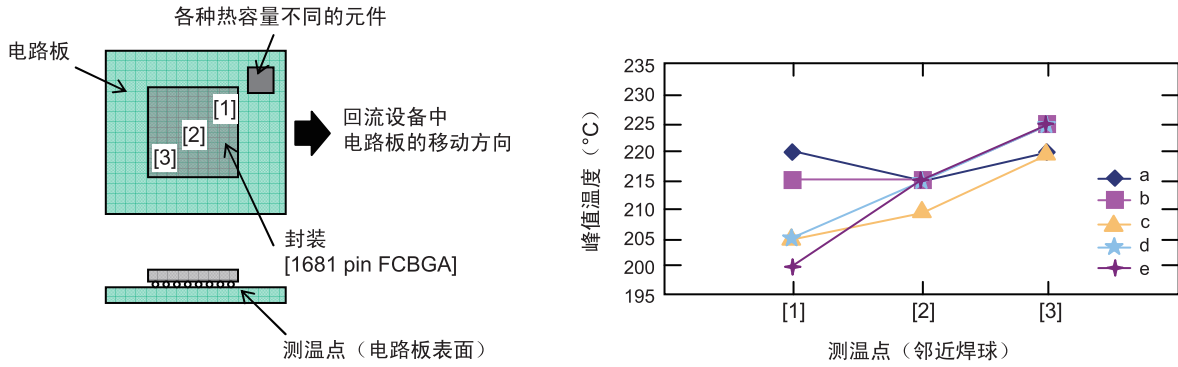 各种热容量不同的元件
电路板
[1]
[2]
[3]
回流设备中
电路板的移动方向
封装
[1681 pin FCBGA]
测温点（电路板表面）
峰值温度（°C）
235
230
225
220
215
210
205
200
195
[1]
[2]
[3]
测温点（邻近焊球）
a
b
c
d
e